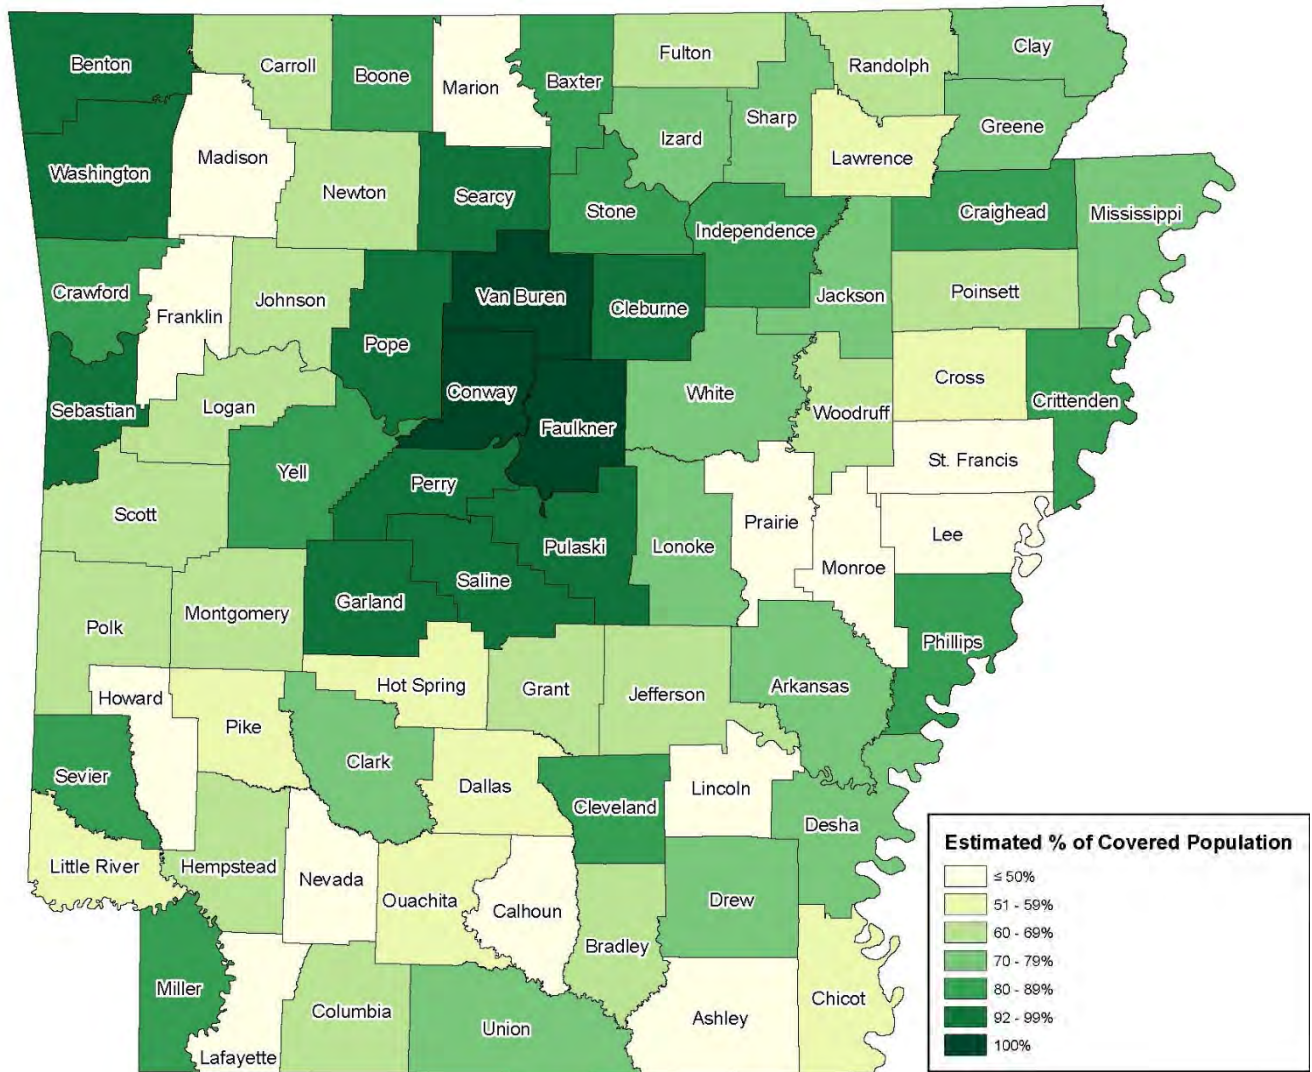 Benton
Carroll
Boone
Marion
Baxter
Fulton
Randolph
Clay
Sharp
Izard
Greene
Lawrence
Madison
Washington
Newton
Searcy
Stone
Independence
Craighead
Mississippi
Crawford
Franklin
Johnson
Van Buren
Cleburne
Jackson
Poinsett
Pope
Conway
White
Cross
Sebastian
Logan
Faulkner
Woodruff
Crittenden
Yell
Perry
St. Francis
Scott
Pulaski
Lonoke
Prairie
Monroe
Lee
Polk
Montgomery
Garland
Saline
Phillips
Howard
Hot Spring
Grant
Jefferson
Arkansas
Pike
Clark
Sevier
Dallas
Cleveland
Lincoln
Desha
Little River
Hempstead
Nevada
Ouachita
Calhoun
Bradley
Drew
Miller
Lafayette
Columbia
Union
Ashley
Chicot
Estimated % of Covered Population
≤ 50%
51 - 59%
60 - 69%
70 - 79%
80 - 89%
92 - 99%
100%